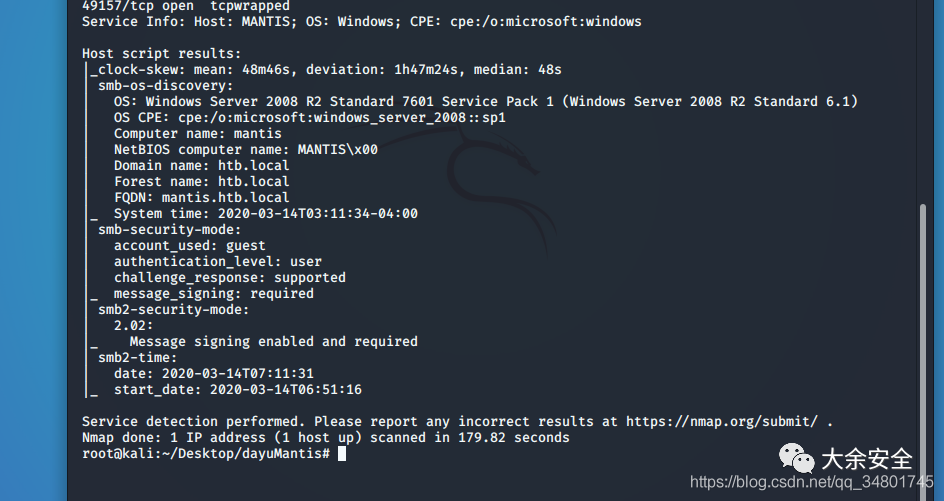 49157/tcp open  tcpwrapped
Service Info: Host: MANTIS; OS: Windows; CPE: cpe:/o:microsoft:windows

Host script results:
|_clock-skew: mean: 48m46s, deviation: 1h47m24s, median: 48s
| smb-os-discovery:
|   OS: Windows Server 2008 R2 Standard 7601 Service Pack 1 (Windows Server 2008 R2 Standard 6.1)
|   OS CPE: cpe:/o:microsoft:windows_server_2008::sp1
|   Computer name: mantis
|   NetBIOS computer name: MANTIS\x00
|   Domain name: htb.local
|   Forest name: htb.local
|   FQDN: mantis.htb.local
|_  System time: 2020-03-14T03:11:34-04:00
| smb-security-mode:
|   account_used: guest
|   authentication_level: user
|   challenge_response: supported
|_  message_signing: required
| smb2-security-mode:
|   2.02:
|_    Message signing enabled and required
| smb2-time:
|   date: 2020-03-14T07:11:31
|_  start_date: 2020-03-14T06:51:16

Service detection performed. Please report any incorrect results at https://nmap.org/submit/ .
Nmap done: 1 IP address (1 host up) scanned in 179.82 seconds
root@kali:~/Desktop/dayuMantis#
大余安全
https://blog.csdn.net/qq_34801745